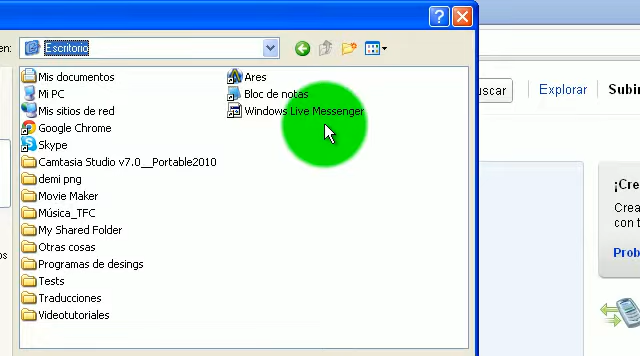 en:
Escritorio
Mis documentos
Mi PC
Mis sitios de red
Google Chrome
Skype
Camtasia Studio v7.0__Portable2010
demi png
Movie Maker
Música_TFC
My Shared Folder
Otras cosas
Programas de desings
Tests
Traducciones
Videotutoriales
Ares
Bloc de notas
Windows Live Messenger
os
uscar
Explorar
Subir
¡Cre
Crea
con t
Prob